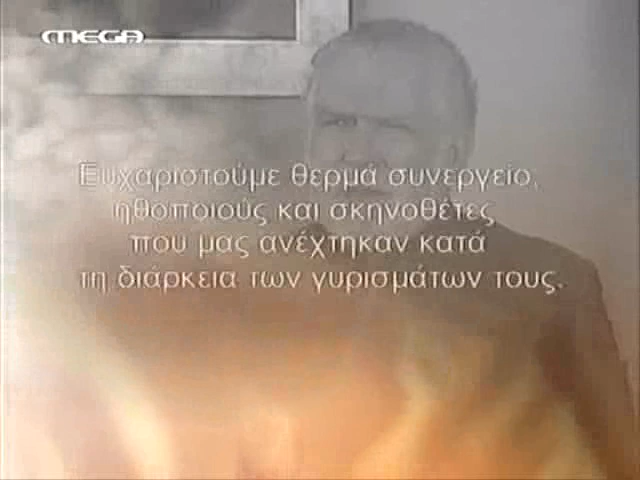 MEGA
Ευχαριστούμε θερμά συνεργείο,
ηθοποιούς και σκηνοθέτες
που μας ανέχτηκαν κατά
τη διάρκεια των γυρισμάτων τους.